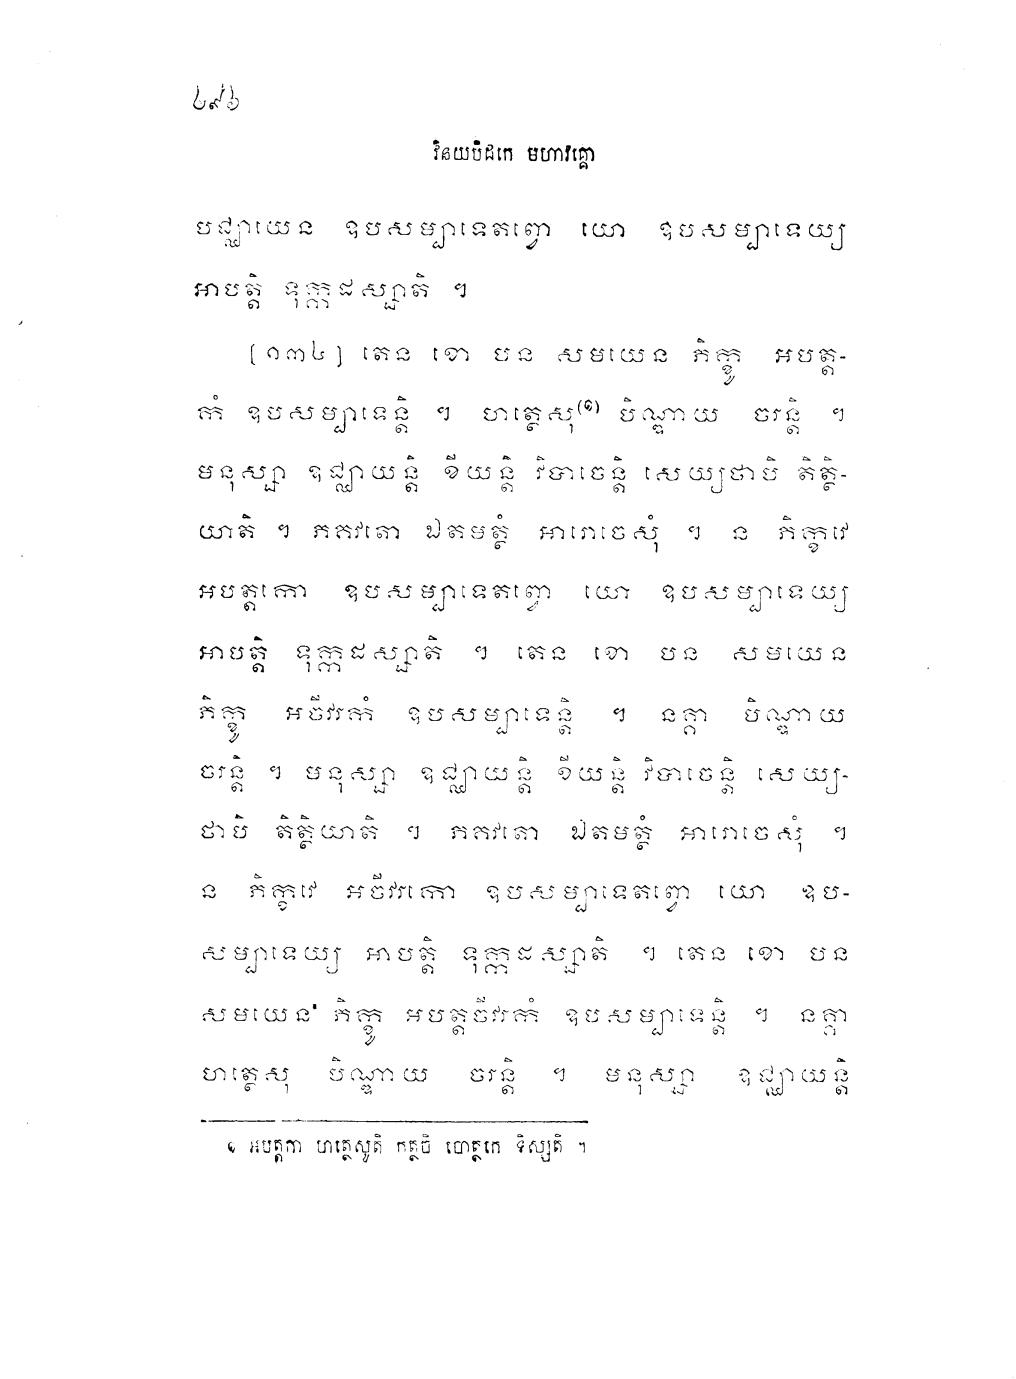 ៤៩៦
វិនយបិដកេ មហាវគ្គោ
បជ្ឈាយេន ឧបសម្បាទេតព្វោ យោ ឧបសម្បាទេយ្យ
អាបត្តិ ទុក្កដស្សាតិ ។
[១៣៤] តេន ខោ បន សមយេន ភិក្ខូ អបត្ត-
កំ ឧបសម្បាទេន្តិ ។ ហត្ថេសុ(១) បិណ្ឌាយ ចរន្តិ ។
មនុស្សា ឧជ្ឈាយន្តិ ខីយន្តិ វិបាចេន្តិ សេយ្យថាបិ តិត្ថិ-
យាតិ ។ ភគវតោ ឯតមត្ថំ អារោចេសុំ ។ ន ភិក្ខវេ
អបត្តកោ ឧបសម្បាទេតព្វោ យោ ឧបសម្បាទេយ្យ
អាបត្តិ ទុក្កដស្សាតិ ។ តេន ខោ បន សមយេន
ភិក្ខូ អចីវរកំ ឧបសម្បាទេន្តិ ។ នគ្គា បិណ្ឌាយ
ចរន្តិ ។ មនុស្សា ឧជ្ឈាយន្តិ ខីយន្តិ វិបាចេន្តិ សេយ្យ-
ថាបិ តិត្ថិយាតិ ។ ភគវតោ ឯតមត្ថំ អារោចេសុំ ។
ន ភិក្ខវេ អចីវរកោ ឧបសម្បាទេតព្វោ យោ ឧប-
សម្បាទេយ្យ អាបត្តិ ទុក្កដស្សាតិ ។ តេន ខោ បន
សមយេន ភិក្ខូ អបត្តចីវរកំ ឧបសម្បាទេន្តិ ។ នគ្គា
ហត្ថេសុ បិណ្ឌាយ ចរន្តិ ។ មនុស្សា ឧជ្ឈាយន្តិ
១ អបត្តកា ហត្ថេសូតិ កត្ថចិ បោត្ថកេ ទិស្សតិ ។